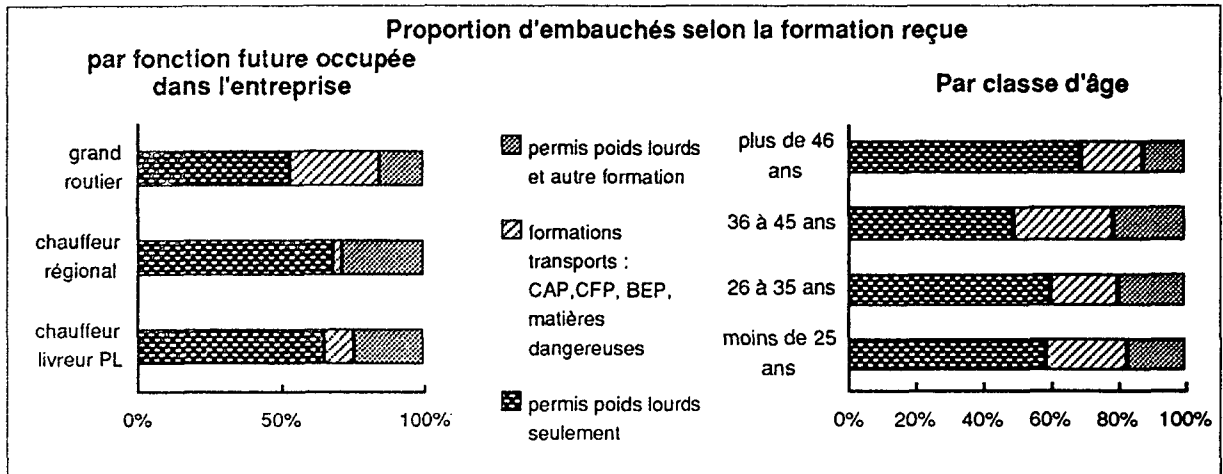 Proportion d'embauchés selon la formation reçue
par fonction future occupée
dans l'entreprise
grand
routier
chauffeur
régional
chauffeur
livreur PL
0% 50% 100%
permis poids lourds
et autre formation
formations
transports :
CAP,CFP, BEP,
matières
dangereuses
permis poids lourds
seulement
Par classe d'âge
plus de 46
ans
36 à 45 ans
26 à 35 ans
moins de 25
ans
0% 20% 40% 60% 80% 100%